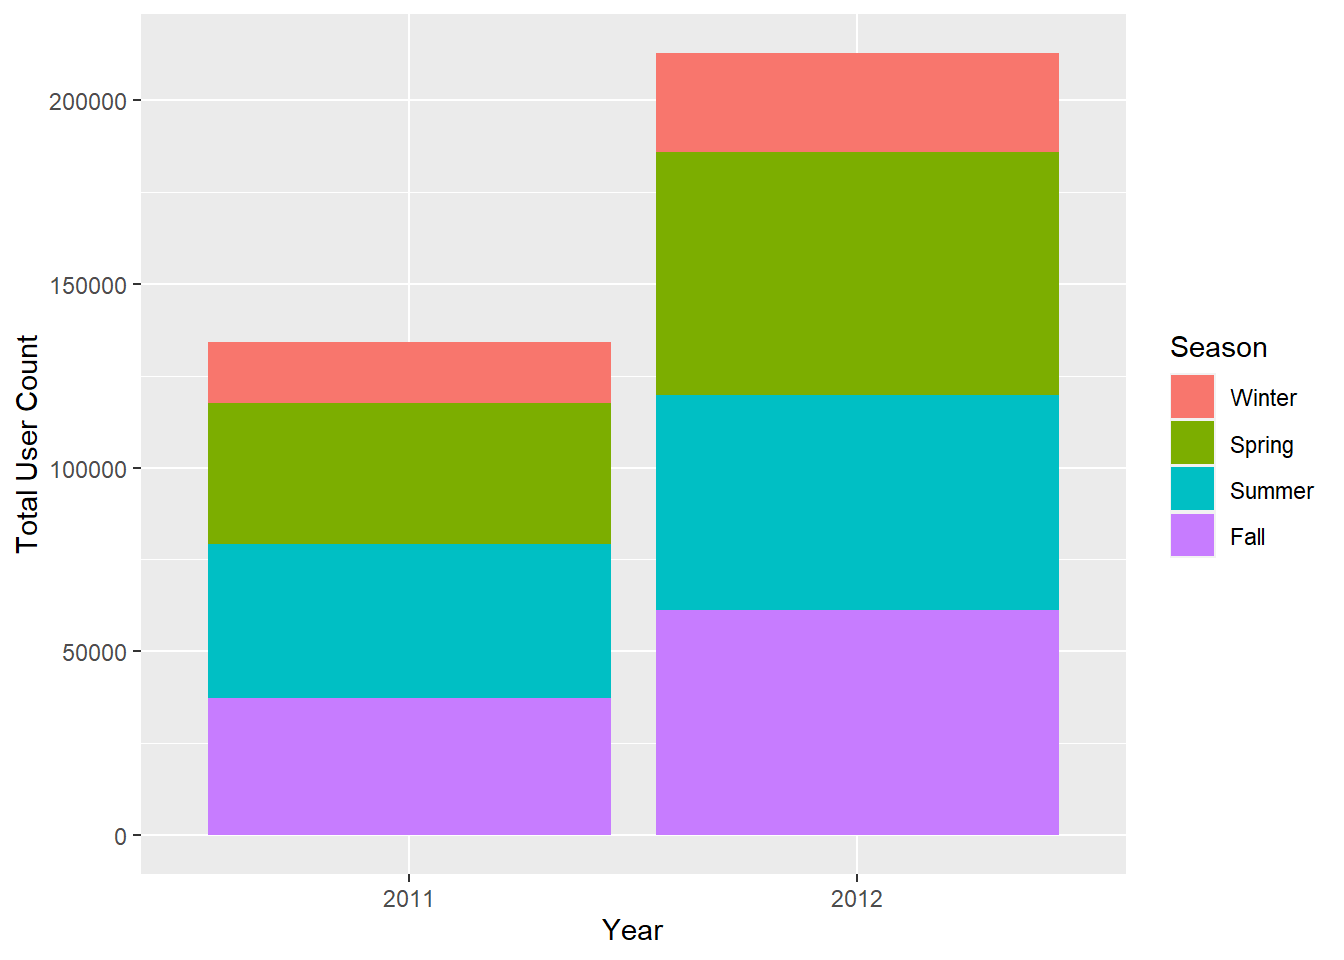 Total User Count
200000
150000
100000
50000
0
2011
2012
Year
Season
Winter
Spring
Summer
Fall